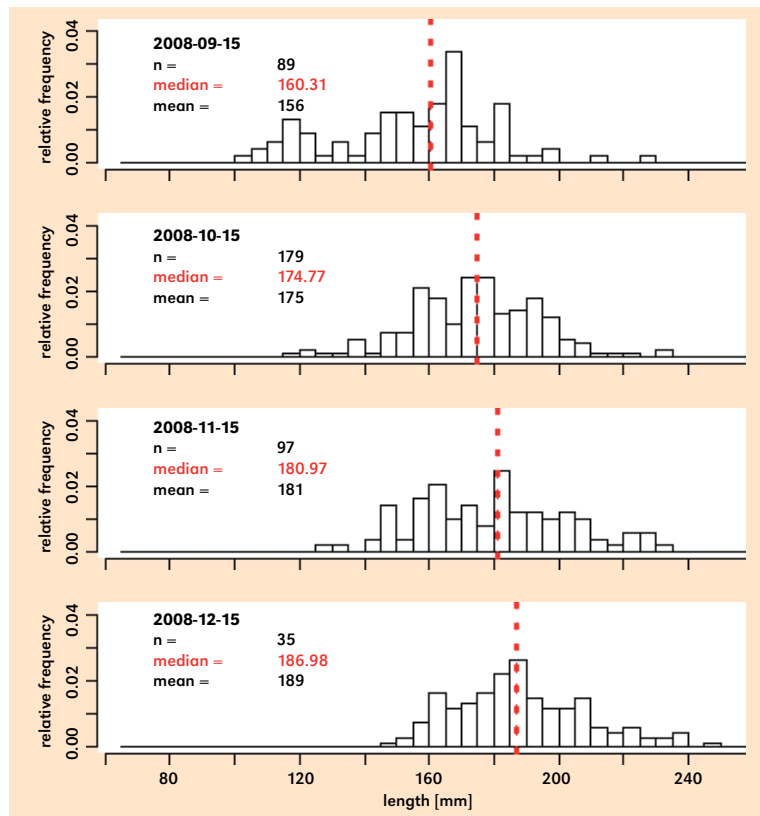 relative frequency
0.00 0.02 0.04
2008-09-15
n = 89
median = 160.31
mean = 156
relative frequency
0.00 0.02 0.04
2008-10-15
n = 179
median = 174.77
mean = 175
relative frequency
0.00 0.02 0.04
2008-11-15
n = 97
median = 180.97
mean = 181
relative frequency
0.00 0.02 0.04
2008-12-15
n = 35
median = 186.98
mean = 189
80 120 160 200 240
length [mm]